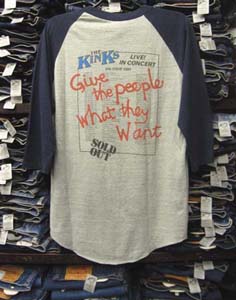 THE
KINKS
LIVE!
IN CONCERT
Give
the people
what they
Want
SOLD
OUT